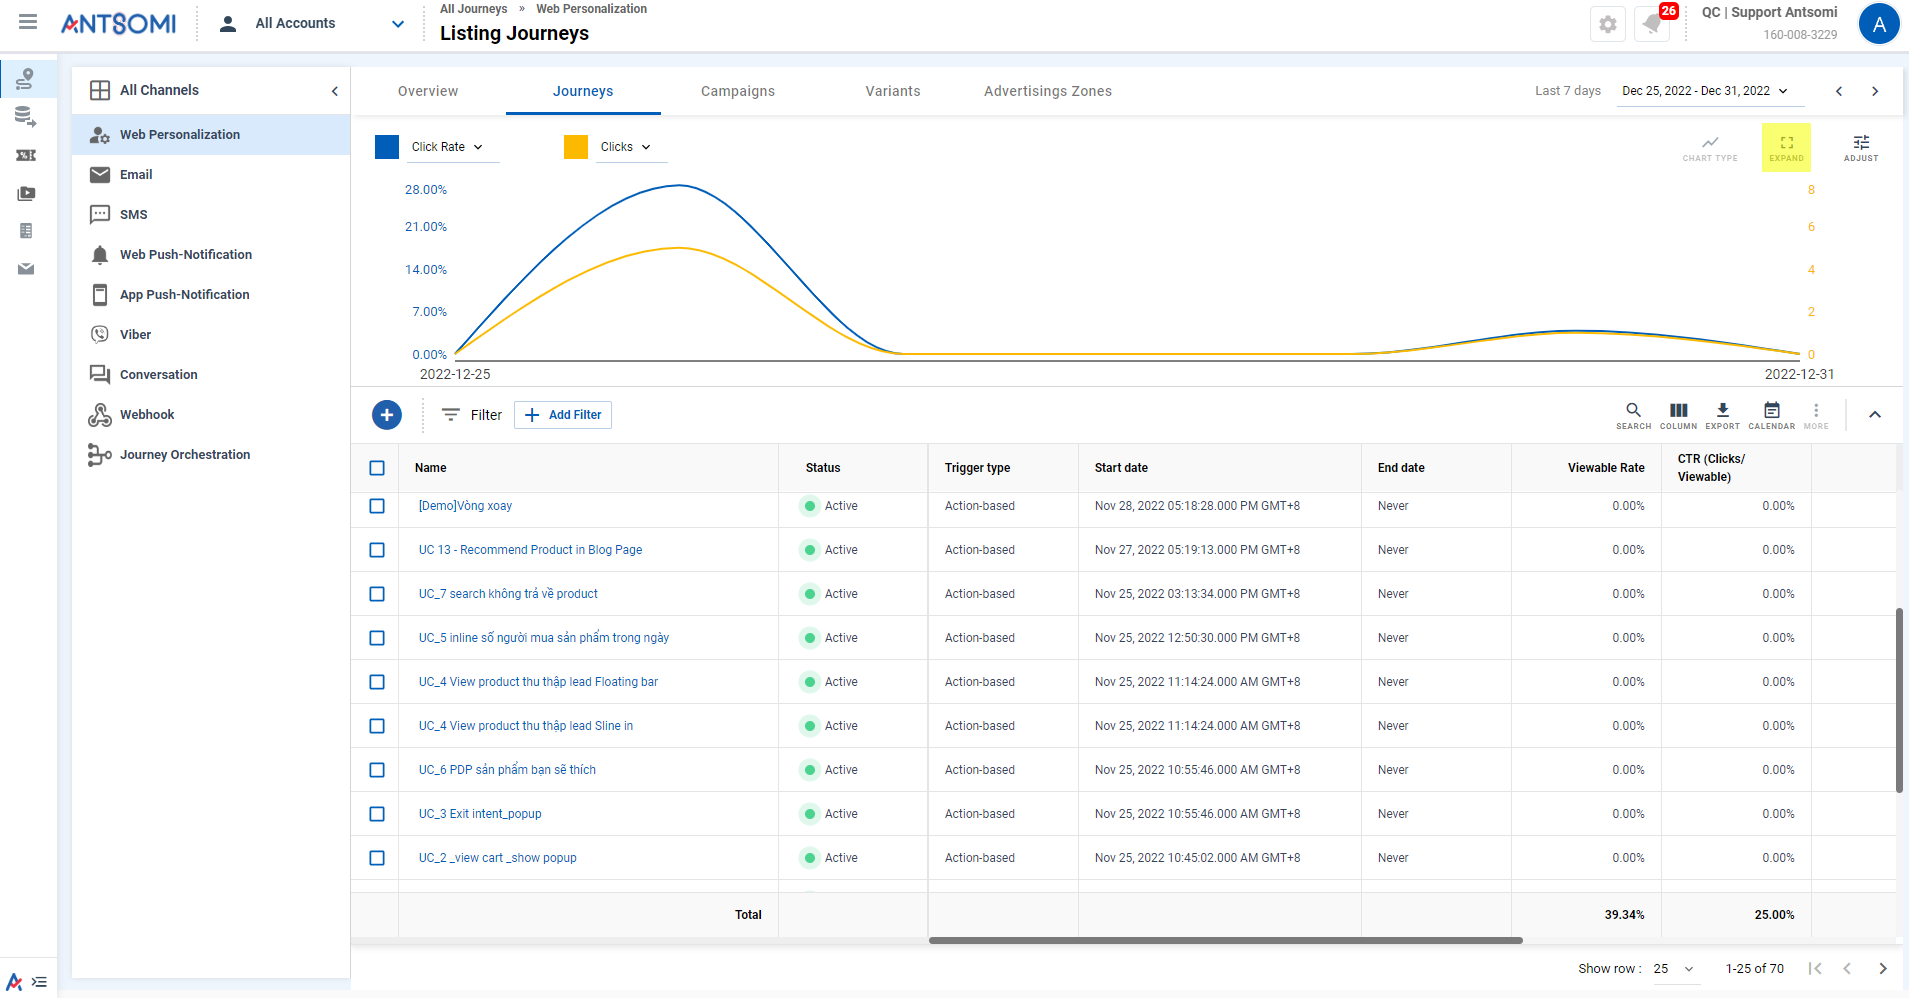 ANTSOMI
All Accounts
All Journeys » Web Personalization
Listing Journeys
26
QC | Support Antsomi
160-008-3229
A
All Channels
Web Personalization
Email
SMS
Web Push-Notification
App Push-Notification
Viber
Conversation
Webhook
Journey Orchestration
Overview Journeys Campaigns Variants Advertisings Zones
Last 7 days Dec 25, 2022 - Dec 31, 2022
Click Rate Clicks
CHART TYPE EXPAND ADJUST
28.00% 8
21.00% 6
14.00% 4
7.00% 2
0.00% 0
2022-12-25 2022-12-31
Filter Add Filter
SEARCH COLUMN EXPORT CALENDAR MORE
Name Status Trigger type Start date End date Viewable Rate CTR (Clicks/
Viewable)
[Demo]Vòng xoay Active Action-based Nov 28, 2022 05:18:28.000 PM GMT+8 Never 0.00% 0.00%
UC 13 - Recommend Product in Blog Page Active Action-based Nov 27, 2022 05:19:13.000 PM GMT+8 Never 0.00% 0.00%
UC_7 search không trả về product Active Action-based Nov 25, 2022 03:13:34.000 PM GMT+8 Never 0.00% 0.00%
UC_5 inline số người mua sản phẩm trong ngày Active Action-based Nov 25, 2022 12:50:30.000 PM GMT+8 Never 0.00% 0.00%
UC_4 View product thu thập lead Floating bar Active Action-based Nov 25, 2022 11:14:24.000 AM GMT+8 Never 0.00% 0.00%
UC_4 View product thu thập lead Sline in Active Action-based Nov 25, 2022 11:14:24.000 AM GMT+8 Never 0.00% 0.00%
UC_6 PDP sản phẩm bạn sẽ thích Active Action-based Nov 25, 2022 10:55:46.000 AM GMT+8 Never 0.00% 0.00%
UC_3 Exit intent_popup Active Action-based Nov 25, 2022 10:55:46.000 AM GMT+8 Never 0.00% 0.00%
UC_2 _view cart _show popup Active Action-based Nov 25, 2022 10:45:02.000 AM GMT+8 Never 0.00% 0.00%
Total 39.34% 25.00%
Show row : 25 1-25 of 70